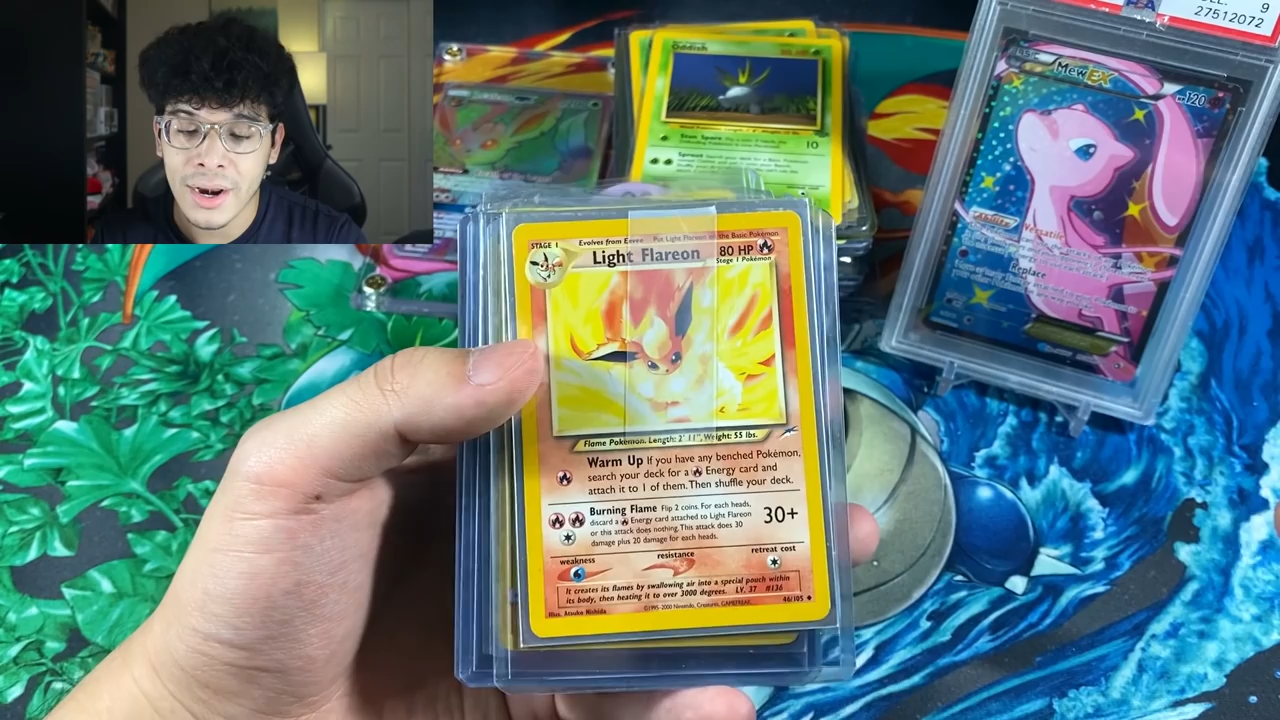 9
27512072
Oddish
Stun Spore
10
Sprout
Mew EX
HP120
Ability
Versatile
Replace
STAGE 1
Evolves from Eevee
Put Light Flareon on the Basic Pokémon
Light Flareon
80 HP
Stage 1 Pokémon
Flame Pokémon. Length: 2' 11", Weight: 55 lbs.
Warm Up If you have any benched Pokémon,
search your deck for a Energy card and
attach it to 1 of them. Then shuffle your deck.
Burning Flame Flip 2 coins. For each heads,
discard a Energy card attached to Light Flareon
or this attack does nothing. This attack does 30
damage plus 20 damage for each heads.
30+
weakness
resistance
retreat cost
It creates its flames by swallowing air into a special pouch within
its body, then heating it to over 3000 degrees. LV. 37 #136
Illus. Atsuko Nishida
©1995-2000 Nintendo, Creatures, GAMEFREAK.
46/105